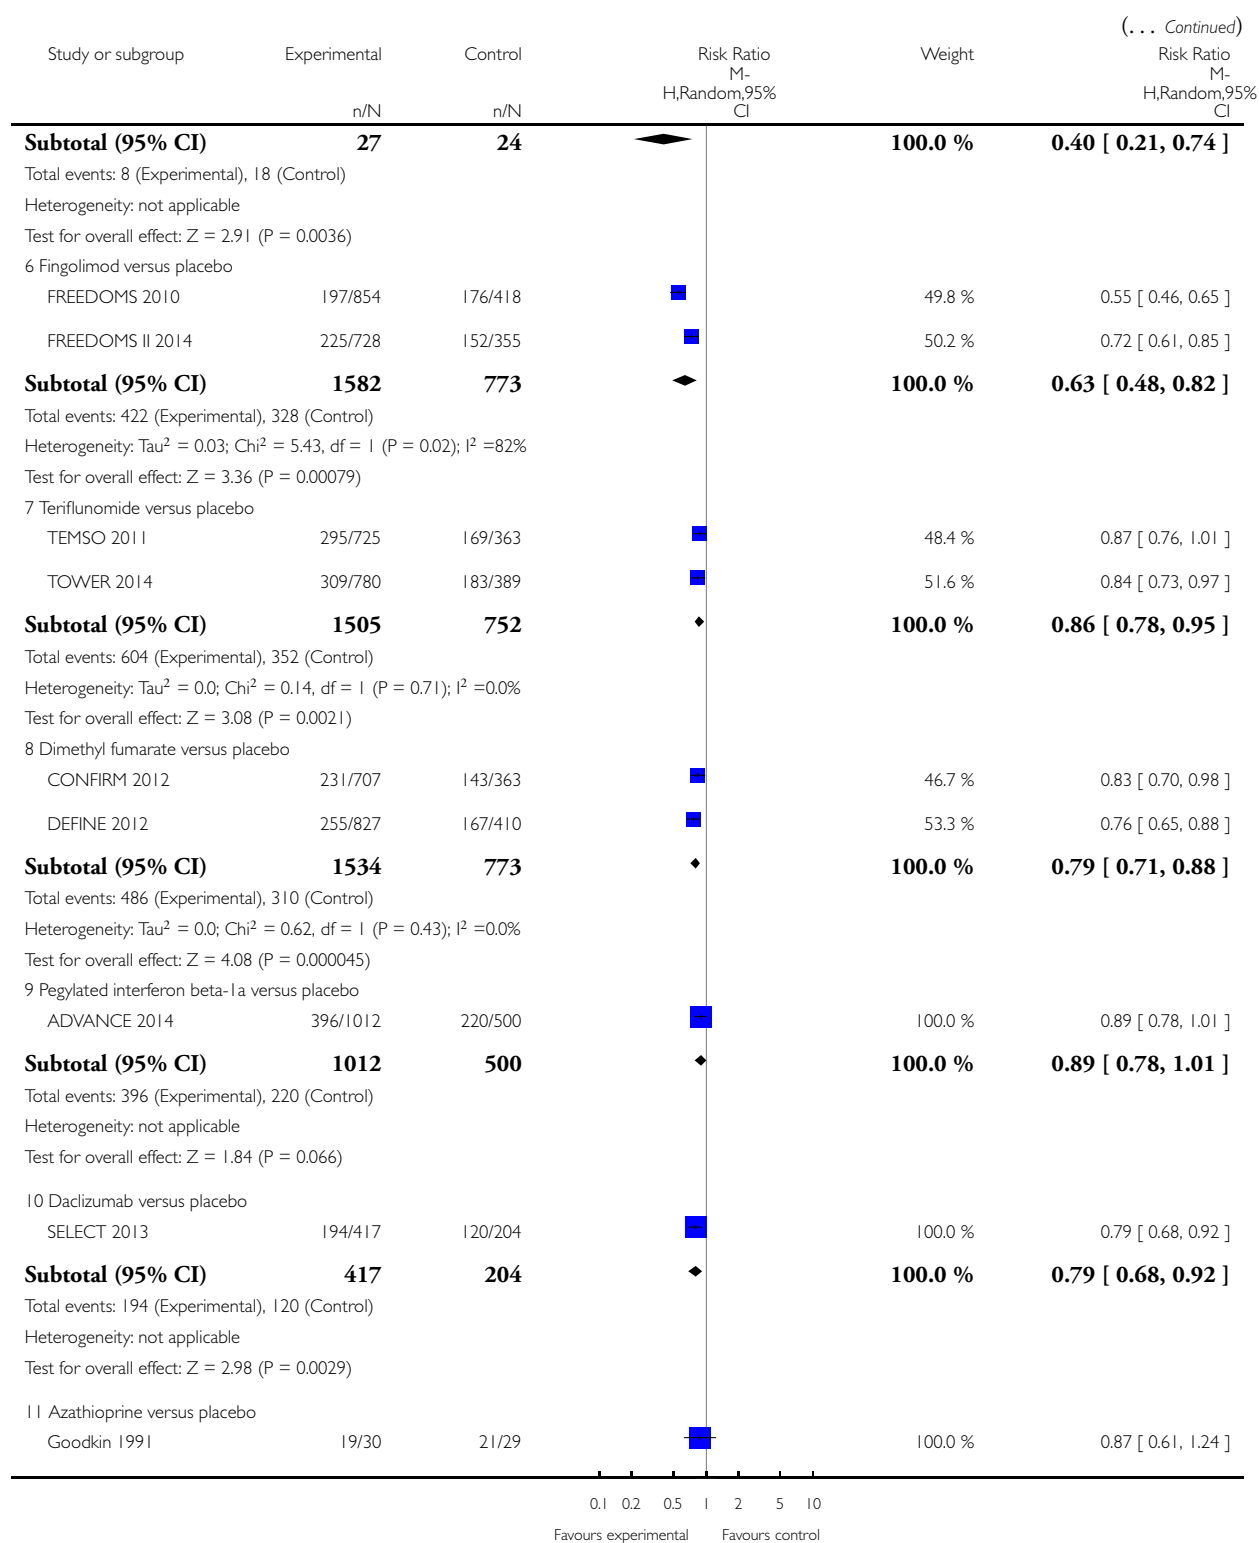 (... Continued)
Study or subgroup Experimental Control Risk Ratio Weight Risk Ratio
M- M-
H,Random,95% H,Random,95%
n/N n/N CI CI
Subtotal (95% CI) 27 24 100.0 % 0.40 [ 0.21, 0.74 ]
Total events: 8 (Experimental), 18 (Control)
Heterogeneity: not applicable
Test for overall effect: Z = 2.91 (P = 0.0036)
6 Fingolimod versus placebo
FREEDOMS 2010 197/854 176/418 49.8 % 0.55 [ 0.46, 0.65 ]
FREEDOMS II 2014 225/728 152/355 50.2 % 0.72 [ 0.61, 0.85 ]
Subtotal (95% CI) 1582 773 100.0 % 0.63 [ 0.48, 0.82 ]
Total events: 422 (Experimental), 328 (Control)
Heterogeneity: Tau² = 0.03; Chi² = 5.43, df = 1 (P = 0.02); I² =82%
Test for overall effect: Z = 3.36 (P = 0.00079)
7 Teriflunomide versus placebo
TEMSO 2011 295/725 169/363 48.4 % 0.87 [ 0.76, 1.01 ]
TOWER 2014 309/780 183/389 51.6 % 0.84 [ 0.73, 0.97 ]
Subtotal (95% CI) 1505 752 100.0 % 0.86 [ 0.78, 0.95 ]
Total events: 604 (Experimental), 352 (Control)
Heterogeneity: Tau² = 0.0; Chi² = 0.14, df = 1 (P = 0.71); I² =0.0%
Test for overall effect: Z = 3.08 (P = 0.0021)
8 Dimethyl fumarate versus placebo
CONFIRM 2012 231/707 143/363 46.7 % 0.83 [ 0.70, 0.98 ]
DEFINE 2012 255/827 167/410 53.3 % 0.76 [ 0.65, 0.88 ]
Subtotal (95% CI) 1534 773 100.0 % 0.79 [ 0.71, 0.88 ]
Total events: 486 (Experimental), 310 (Control)
Heterogeneity: Tau² = 0.0; Chi² = 0.62, df = 1 (P = 0.43); I² =0.0%
Test for overall effect: Z = 4.08 (P = 0.000045)
9 Pegylated interferon beta-1a versus placebo
ADVANCE 2014 396/1012 220/500 100.0 % 0.89 [ 0.78, 1.01 ]
Subtotal (95% CI) 1012 500 100.0 % 0.89 [ 0.78, 1.01 ]
Total events: 396 (Experimental), 220 (Control)
Heterogeneity: not applicable
Test for overall effect: Z = 1.84 (P = 0.066)
10 Daclizumab versus placebo
SELECT 2013 194/417 120/204 100.0 % 0.79 [ 0.68, 0.92 ]
Subtotal (95% CI) 417 204 100.0 % 0.79 [ 0.68, 0.92 ]
Total events: 194 (Experimental), 120 (Control)
Heterogeneity: not applicable
Test for overall effect: Z = 2.98 (P = 0.0029)
11 Azathioprine versus placebo
Goodkin 1991 19/30 21/29 100.0 % 0.87 [ 0.61, 1.24 ]
0.1 0.2 0.5 1 2 5 10
Favours experimental Favours control